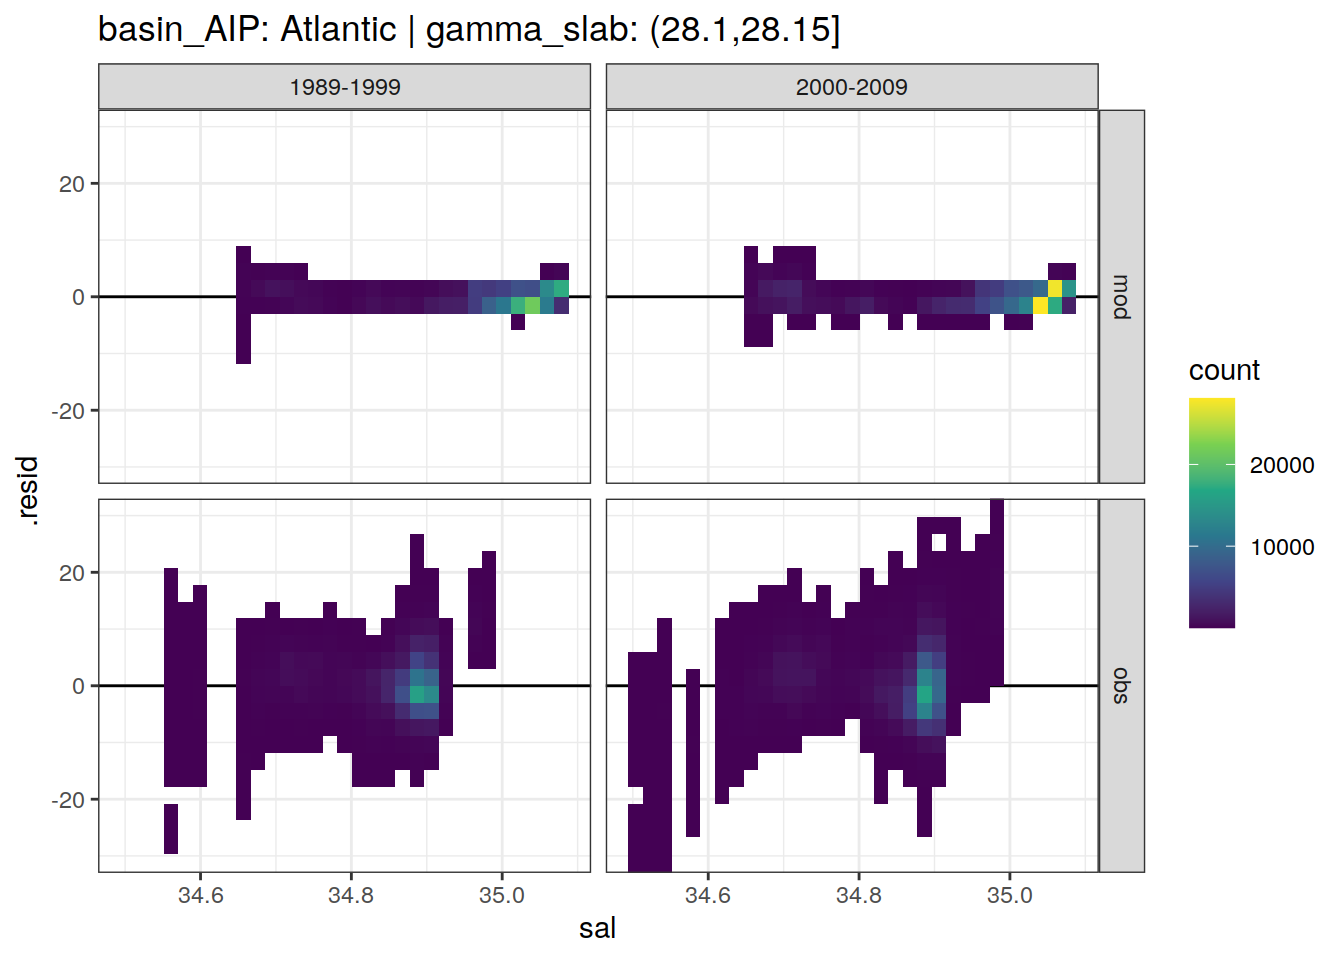 basin_AIP: Atlantic | gamma_slab: (28.1,28.15]
1989-1999
2000-2009
20
0
-20
mod
20
0
-20
obs
34.6
34.8
35.0
34.6
34.8
35.0
sal
.resid
count
20000
10000